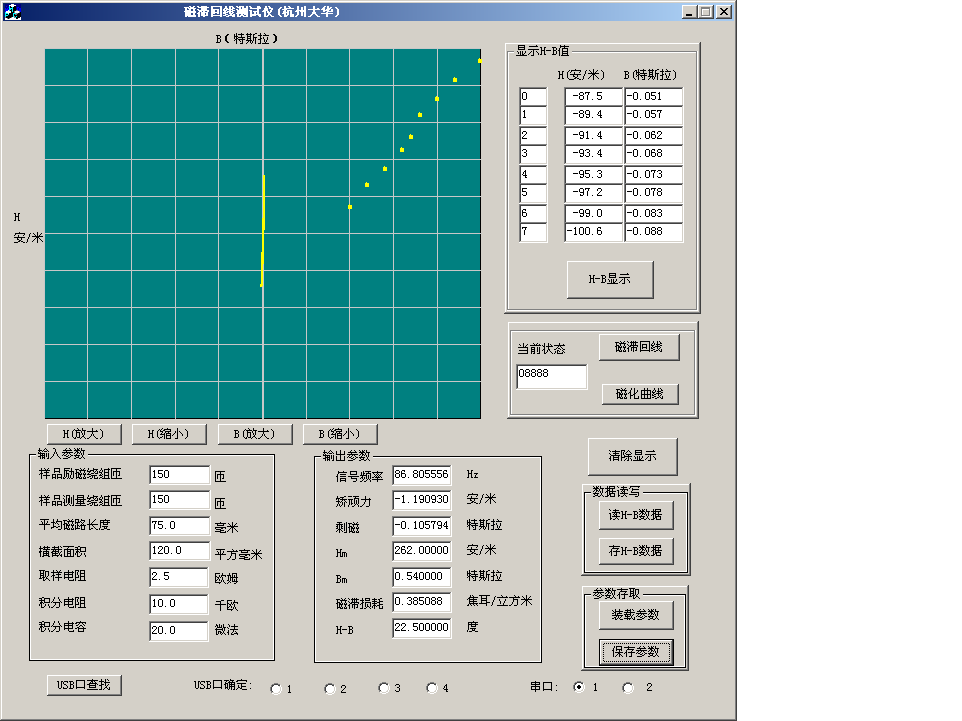 磁滞回线测试仪(杭州大华)
B(特斯拉)
H
安/米
显示H-B值
H(安/米) B(特斯拉)
0 -87.5 -0.051
1 -89.4 -0.057
2 -91.4 -0.062
3 -93.4 -0.068
4 -95.3 -0.073
5 -97.2 -0.078
6 -99.0 -0.083
7 -100.6 -0.088
H-B显示
当前状态 磁滞回线
08888
磁化曲线
H(放大) H(缩小) B(放大) B(缩小)
输入参数
样品励磁绕组匝 150 匝
样品测量绕组匝 150 匝
平均磁路长度 75.0 毫米
横截面积 120.0 平方毫米
取样电阻 2.5 欧姆
积分电阻 10.0 千欧
积分电容 20.0 微法
输出参数
信号频率 86.805556 Hz
矫顽力 -1.190930 安/米
剩磁 -0.105794 特斯拉
Hm 262.00000 安/米
Bm 0.540000 特斯拉
磁滞损耗 0.385088 焦耳/立方米
H-B 22.500000 度
清除显示
数据读写
读H-B数据
存H-B数据
参数存取
装载参数
保存参数
USB口查找 USB口确定: 1 2 3 4 串口: 1 2